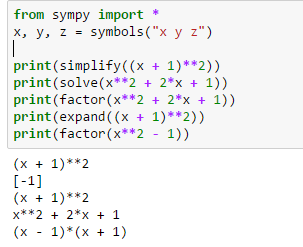 from sympy import *
x, y, z = symbols("x y z")
print(simplify((x + 1)**2))
print(solve(x**2 + 2*x + 1))
print(factor(x**2 + 2*x + 1))
print(expand((x + 1)**2))
print(factor(x**2 - 1))
(x + 1)**2
[-1]
(x + 1)**2
x**2 + 2*x + 1
(x - 1)*(x + 1)